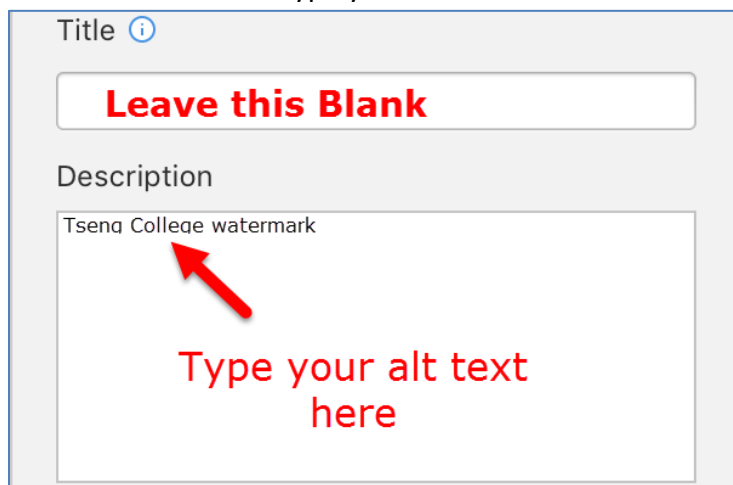 Title
Leave this Blank
Description
Tseng College watermark
Type your alt text
here